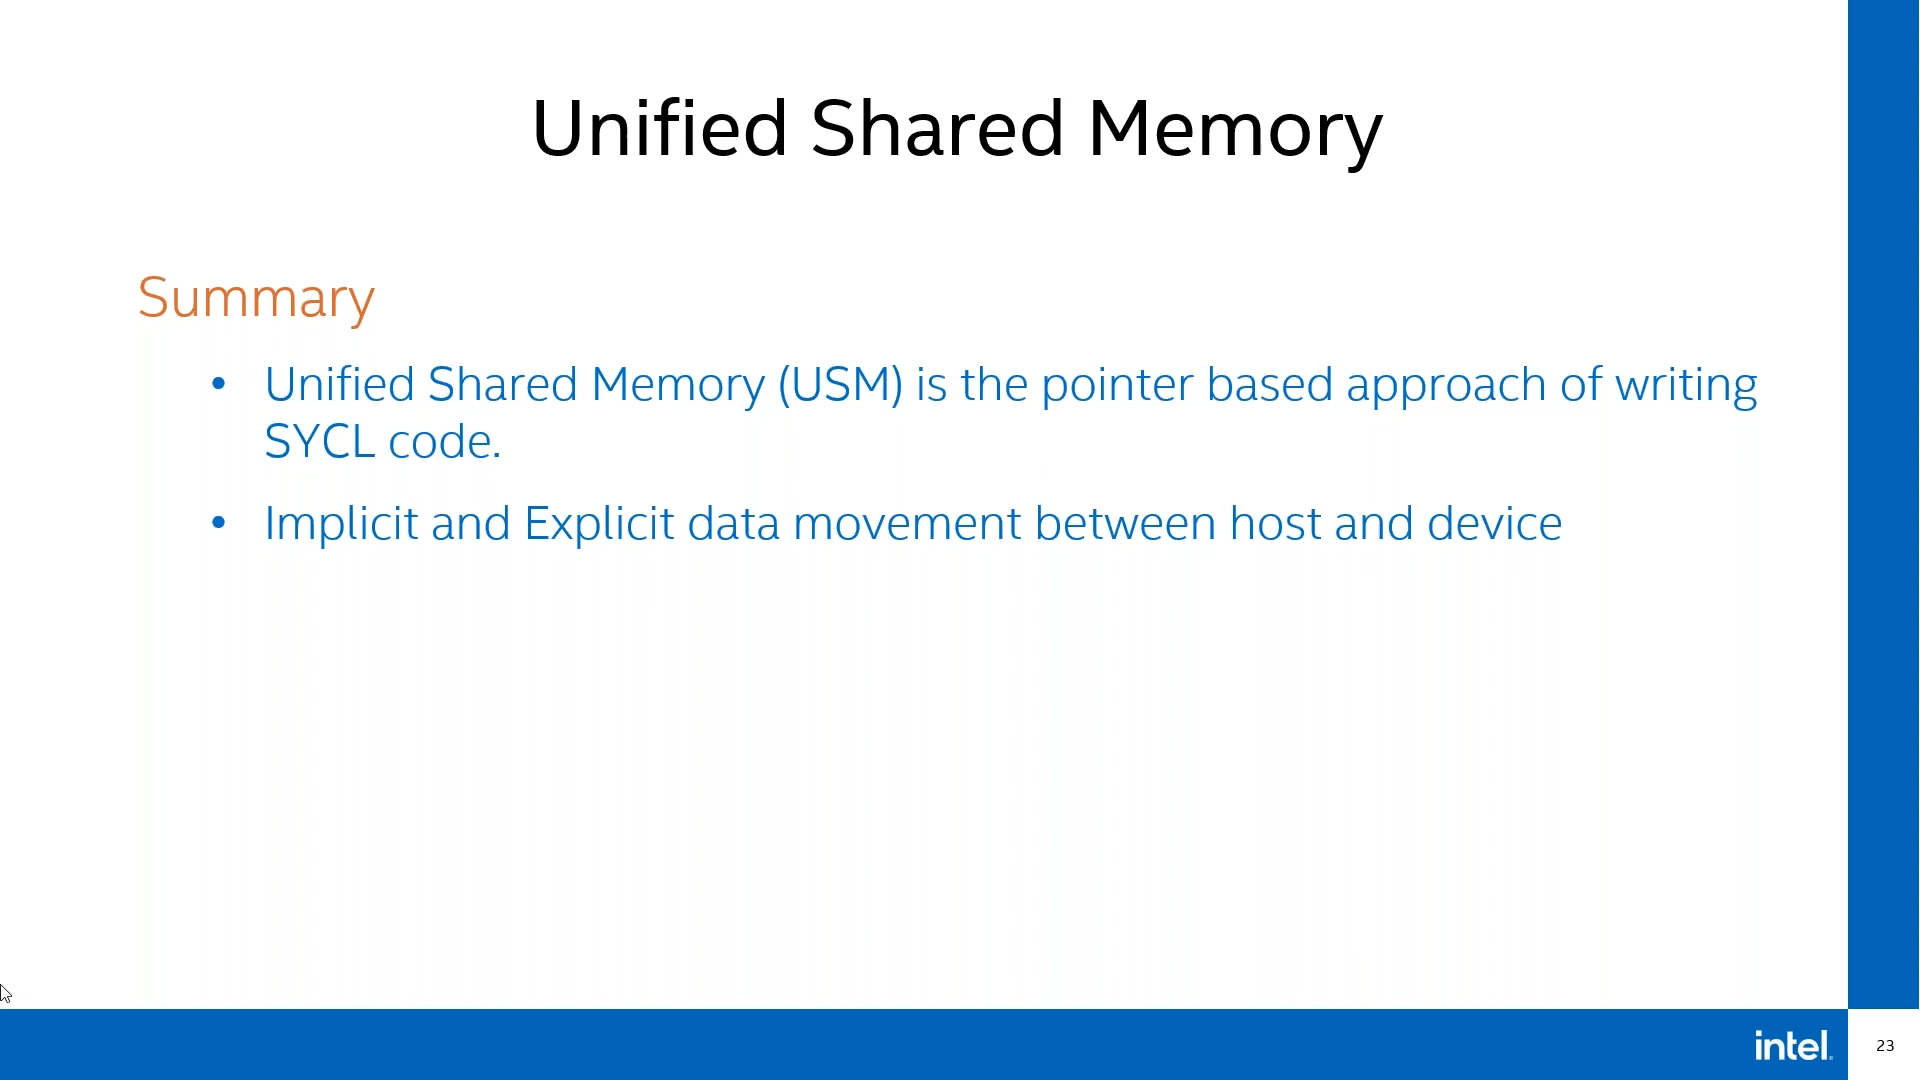 Unified Shared Memory
Summary
• Unified Shared Memory (USM) is the pointer based approach of writing
SYCL code.
• Implicit and Explicit data movement between host and device
intel.
23